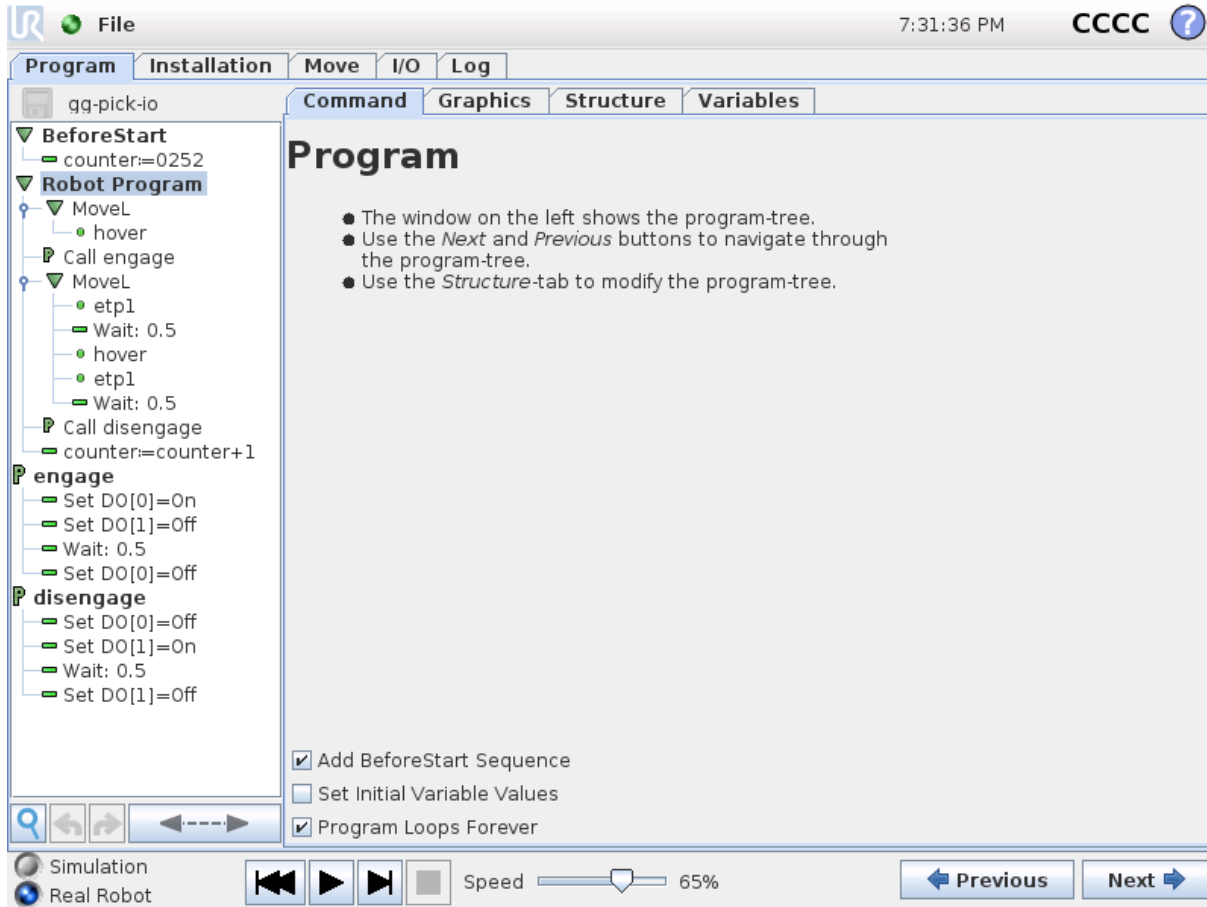 UR File 7:31:36 PM CCCC ?
Program Installation Move I/O Log
gg-pick-io
Command Graphics Structure Variables
BeforeStart
counter:=0252
Robot Program
MoveL
hover
P Call engage
MoveL
etp1
Wait: 0.5
hover
etp1
Wait: 0.5
P Call disengage
counter:=counter+1
P engage
Set DO[0]=On
Set DO[1]=Off
Wait: 0.5
Set DO[0]=Off
P disengage
Set DO[0]=Off
Set DO[1]=On
Wait: 0.5
Set DO[1]=Off
Program
The window on the left shows the program-tree.
Use the Next and Previous buttons to navigate through
the program-tree.
Use the Structure-tab to modify the program-tree.
Add BeforeStart Sequence
Set Initial Variable Values
Program Loops Forever
Simulation
Real Robot
Speed 65%
Previous Next